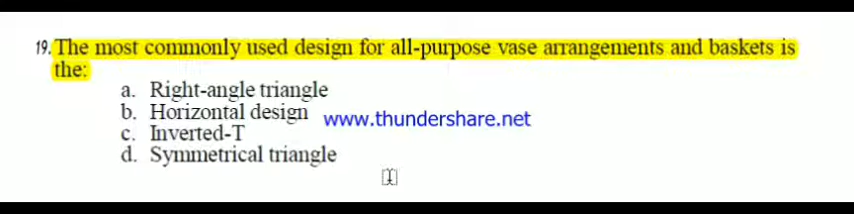 19. The most commonly used design for all-purpose vase arrangements and baskets is
the:
a. Right-angle triangle
b. Horizontal design
www.thundershare.net
c. Inverted-T
d. Symmetrical triangle